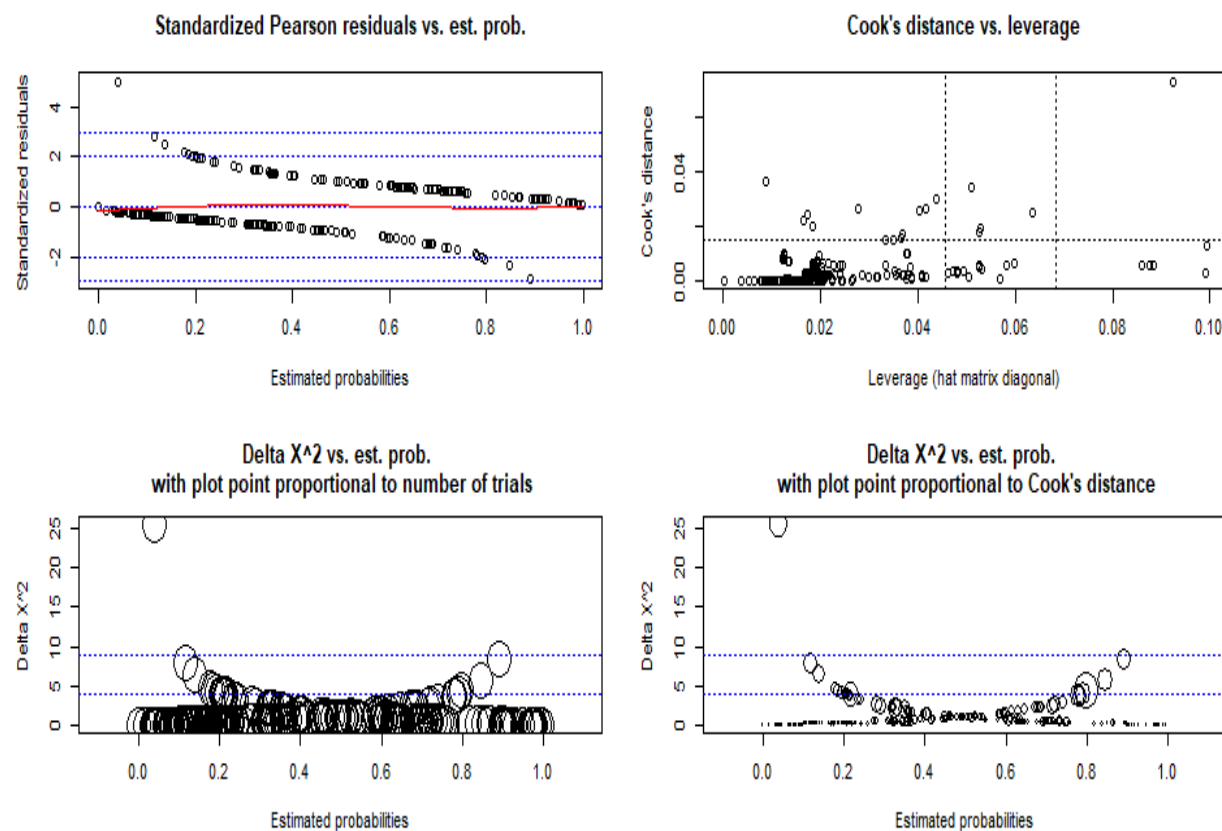 Standardized Pearson residuals vs. est. prob.
Standardized residuals
4
2
0
-2
0.0 0.2 0.4 0.6 0.8 1.0
Estimated probabilities
Cook's distance vs. leverage
Cook's distance
0.04
0.00
0.00 0.02 0.04 0.06 0.08 0.10
Leverage (hat matrix diagonal)
Delta X^2 vs. est. prob.
with plot point proportional to number of trials
Delta X^2
25
20
15
10
5
0
0.0 0.2 0.4 0.6 0.8 1.0
Estimated probabilities
Delta X^2 vs. est. prob.
with plot point proportional to Cook's distance
Delta X^2
25
20
15
10
5
0
0.0 0.2 0.4 0.6 0.8 1.0
Estimated probabilities